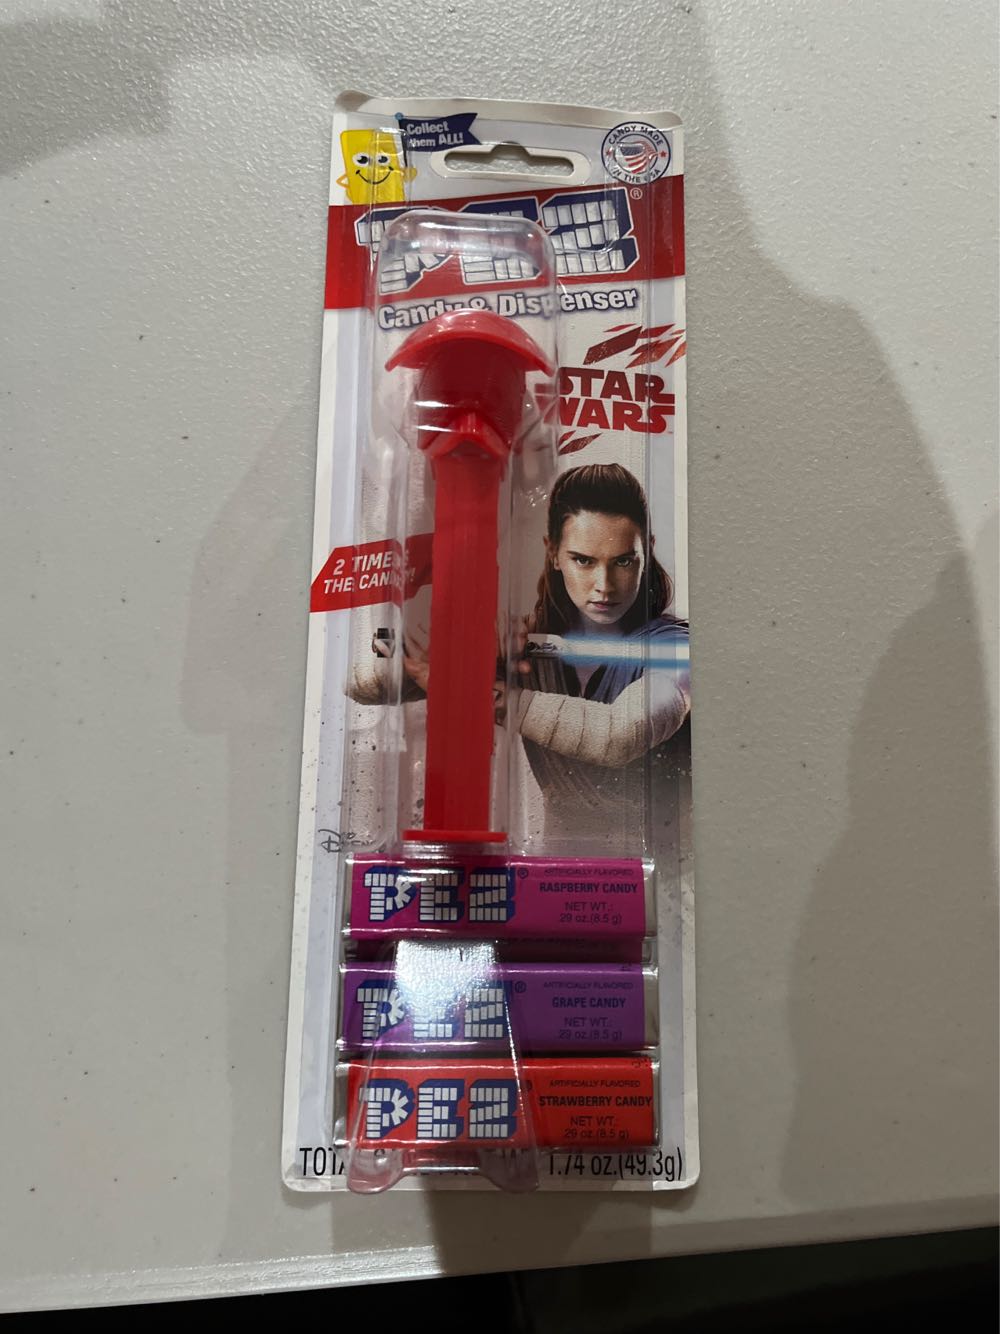 Collect
them ALL!
CANDY MADE
IN THE USA
PEZ®
Candy & Dispenser
STAR
WARS
2 TIMES
THE CANDY!
Disney
PEZ®
ARTIFICIALLY FLAVORED
RASPBERRY CANDY
NET WT.:
.29 oz.(8.5 g)
PEZ®
ARTIFICIALLY FLAVORED
GRAPE CANDY
NET WT.:
.29 oz.(8.5 g)
PEZ®
ARTIFICIALLY FLAVORED
STRAWBERRY CANDY
NET WT.:
.29 oz.(8.5 g)
1.74 oz.(49.3g)